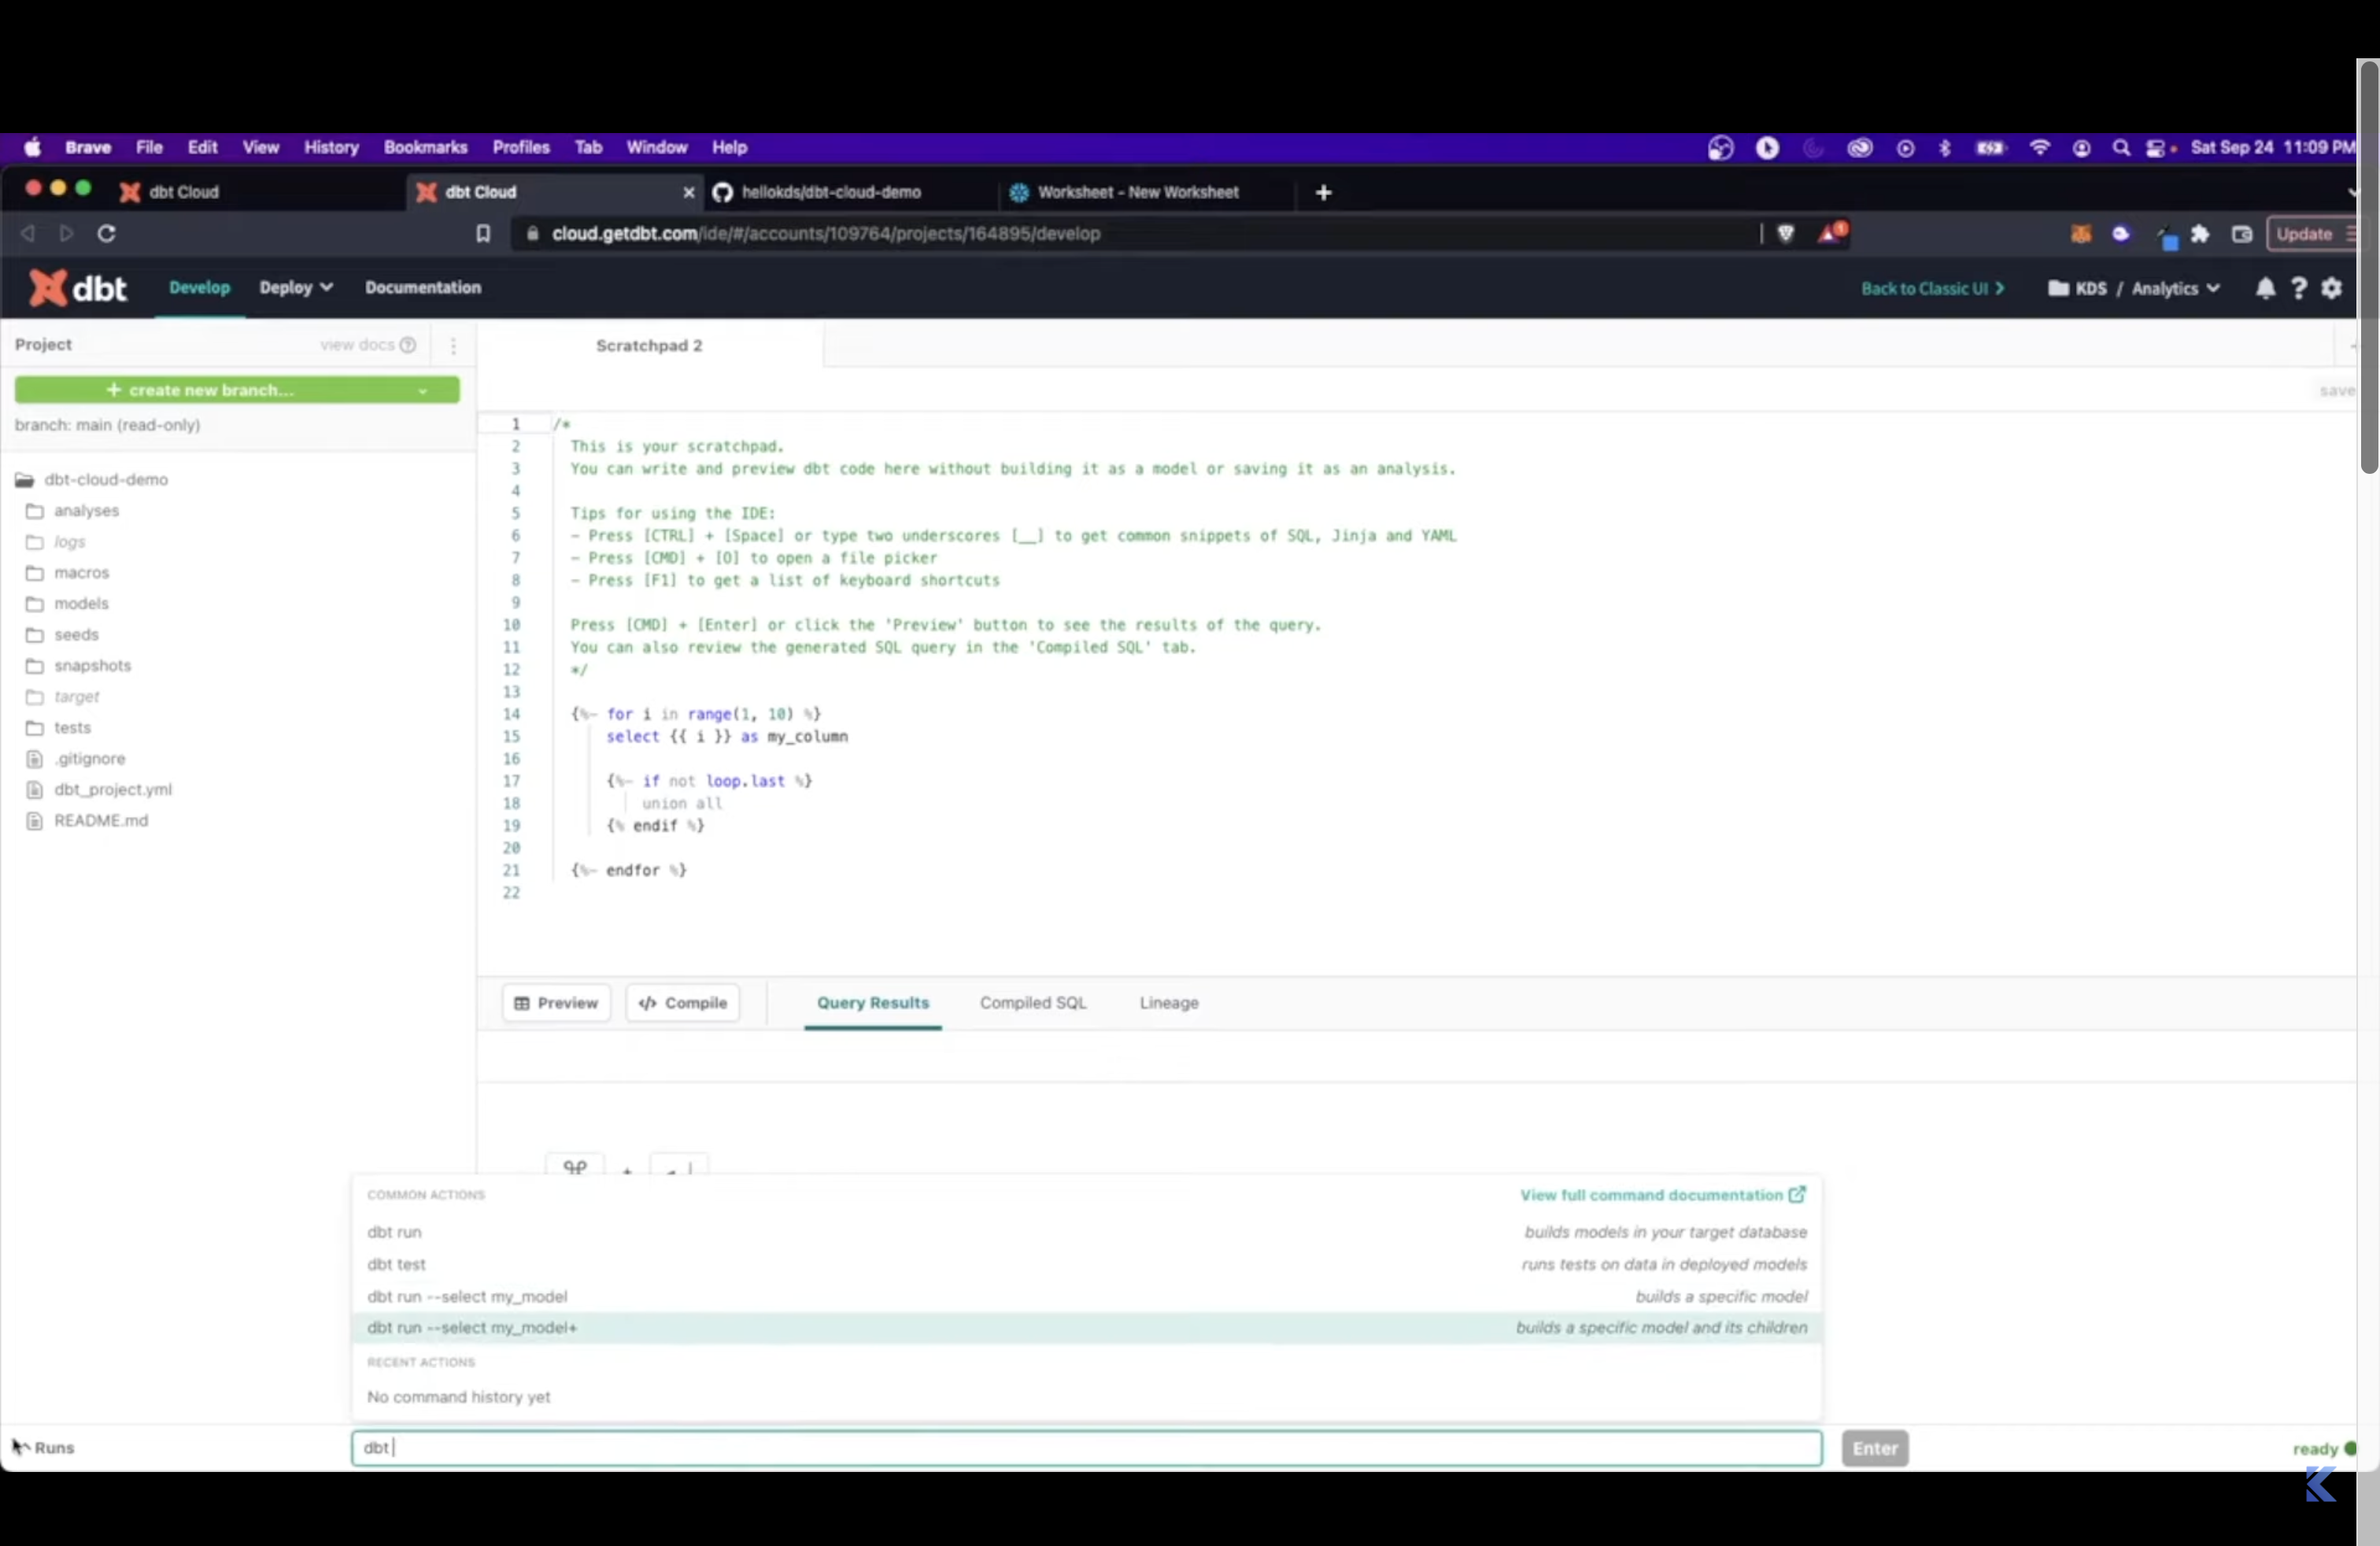 Brave File Edit View History Bookmarks Profiles Tab Window Help Sat Sep 24 11:09 PM
dbt Cloud dbt Cloud hellokds/dbt-cloud-demo Worksheet - New Worksheet
cloud.getdbt.com/ide/#/accounts/109764/projects/164895/develop 1 Update
dbt Develop Deploy Documentation Back to Classic UI KDS / Analytics
Project view docs Scratchpad 2
+ create new branch... save
branch: main (read-only)
dbt-cloud-demo
analyses
logs
macros
models
seeds
snapshots
target
tests
.gitignore
dbt_project.yml
README.md
1 /*
2 This is your scratchpad.
3 You can write and preview dbt code here without building it as a model or saving it as an analysis.
4
5 Tips for using the IDE:
6 - Press [CTRL] + [Space] or type two underscores [__] to get common snippets of SQL, Jinja and YAML
7 - Press [CMD] + [O] to open a file picker
8 - Press [F1] to get a list of keyboard shortcuts
9
10 Press [CMD] + [Enter] or click the 'Preview' button to see the results of the query.
11 You can also review the generated SQL query in the 'Compiled SQL' tab.
12 */
13
14 {%- for i in range(1, 10) %}
15 select {{ i }} as my_column
16
17 {%- if not loop.last %}
18 union all
19 {% endif %}
20
21 {%- endfor %}
22
Preview </> Compile Query Results Compiled SQL Lineage
⌘ +
COMMON ACTIONS View full command documentation
dbt run builds models in your target database
dbt test runs tests on data in deployed models
dbt run --select my_model builds a specific model
dbt run --select my_model+ builds a specific model and its children
RECENT ACTIONS
No command history yet
Runs dbt Enter ready